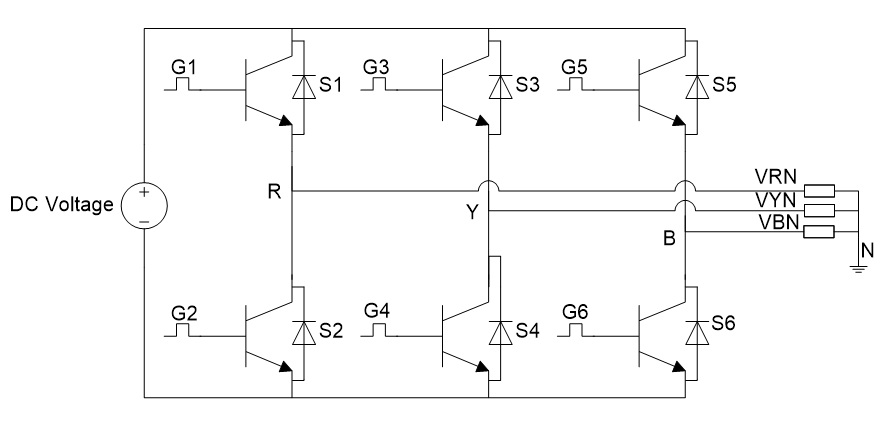 G1
S1
G3
S3
G5
S5
DC Voltage
+
−
R
Y
B
VRN
VYN
VBN
N
G2
S2
G4
S4
G6
S6